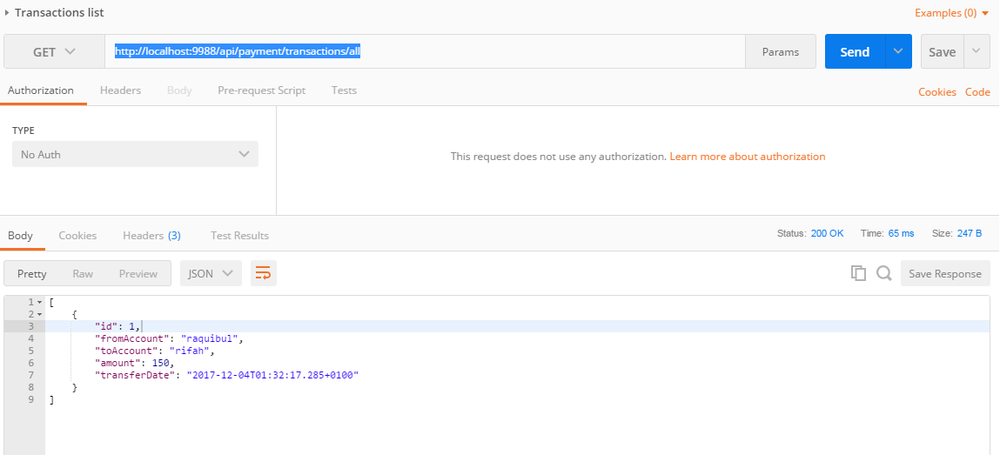 Transactions list Examples (0)
GET http://localhost:9988/api/payment/transactions/all Params Send Save
Authorization Headers Body Pre-request Script Tests Cookies Code
TYPE
No Auth
This request does not use any authorization. Learn more about authorization
Body Cookies Headers (3) Test Results Status: 200 OK Time: 65 ms Size: 247 B
Pretty Raw Preview JSON Save Response
1 [
2 {
3 "id": 1,
4 "fromAccount": "raquibul",
5 "toAccount": "rifah",
6 "amount": 150,
7 "transferDate": "2017-12-04T01:32:17.285+0100"
8 }
9 ]